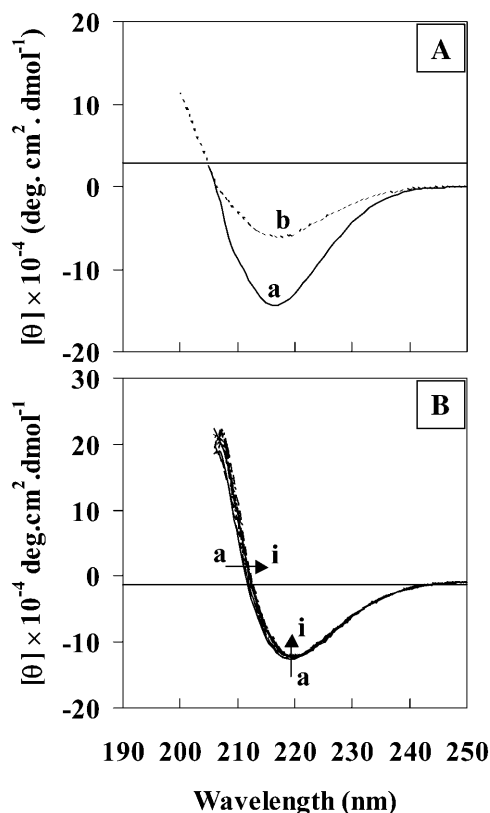 A
[θ] × 10-4 (deg. cm2. dmol-1)
20
10
0
-10
-20
b
a
B
[θ] × 10-4 deg.cm2.dmol-1
30
20
10
0
-10
-20
a i
i
a
190 200 210 220 230 240 250
Wavelength (nm)